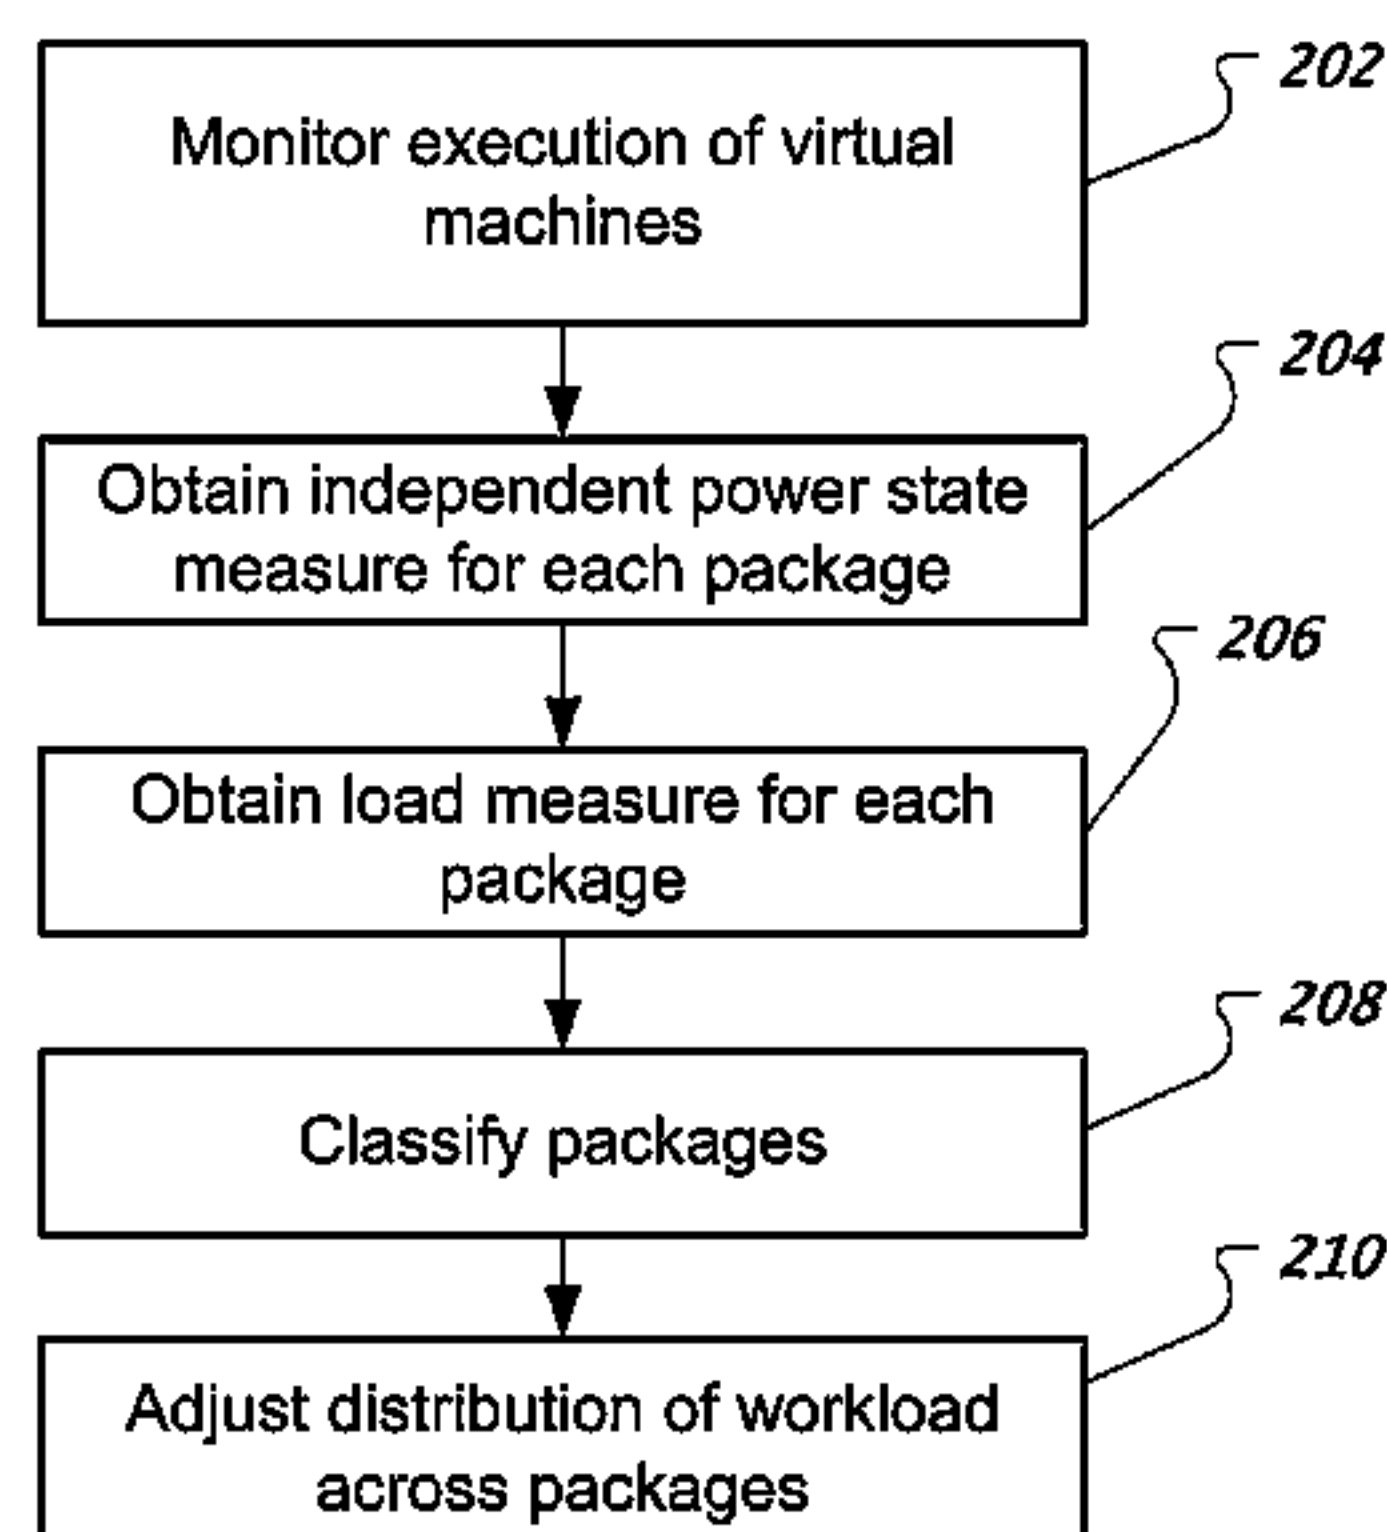 202
Monitor execution of virtual
machines
204
Obtain independent power state
measure for each package
206
Obtain load measure for each
package
208
Classify packages
210
Adjust distribution of workload
across packages